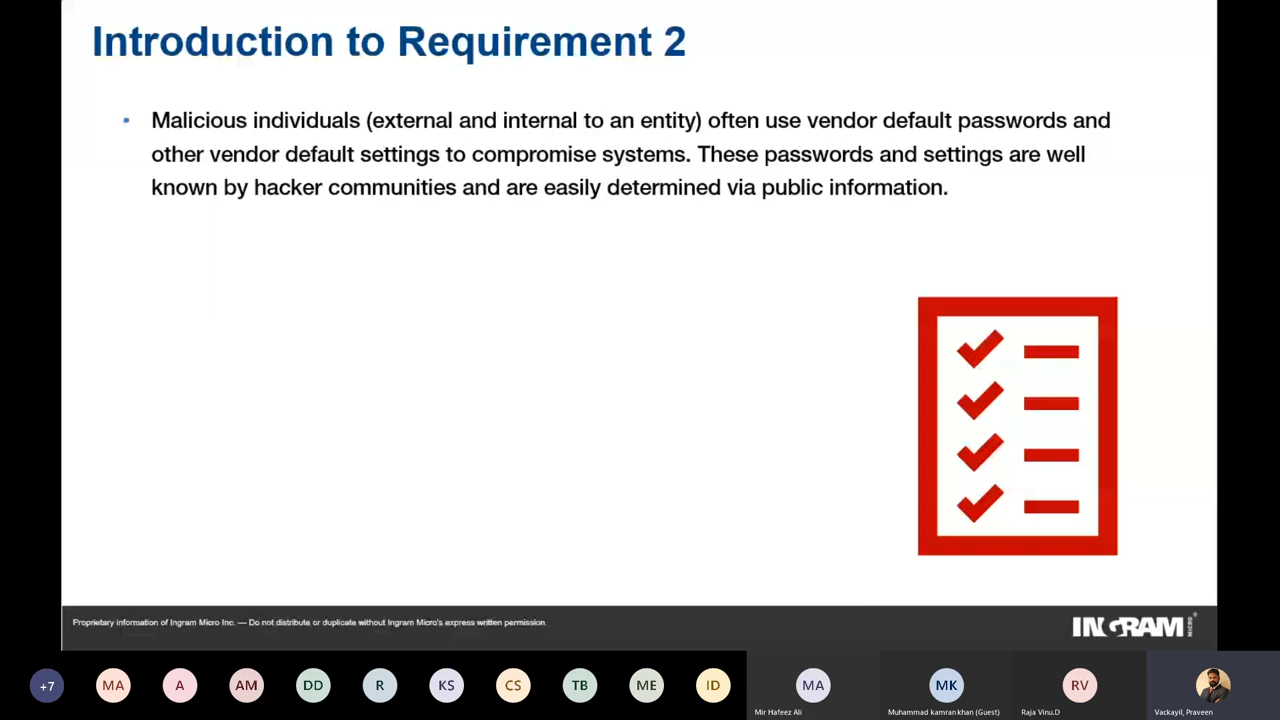 Introduction to Requirement 2
• Malicious individuals (external and internal to an entity) often use vendor default passwords and
other vendor default settings to compromise systems. These passwords and settings are well
known by hacker communities and are easily determined via public information.
Proprietary information of Ingram Micro Inc. — Do not distribute or duplicate without Ingram Micro's express written permission.
INGRAM MICRO ®
+7 MA A AM DD R KS CS TB ME ID MA MK RV
Mir Hafeez Ali Muhammad kamran khan (Guest) Raja Vinu.D Vackayil, Praveen